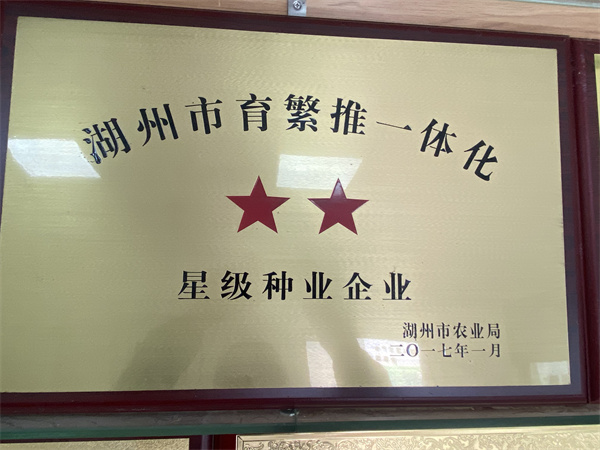 湖州市育繁推一体化
星级种业企业
湖州市农业局
二〇一七年一月